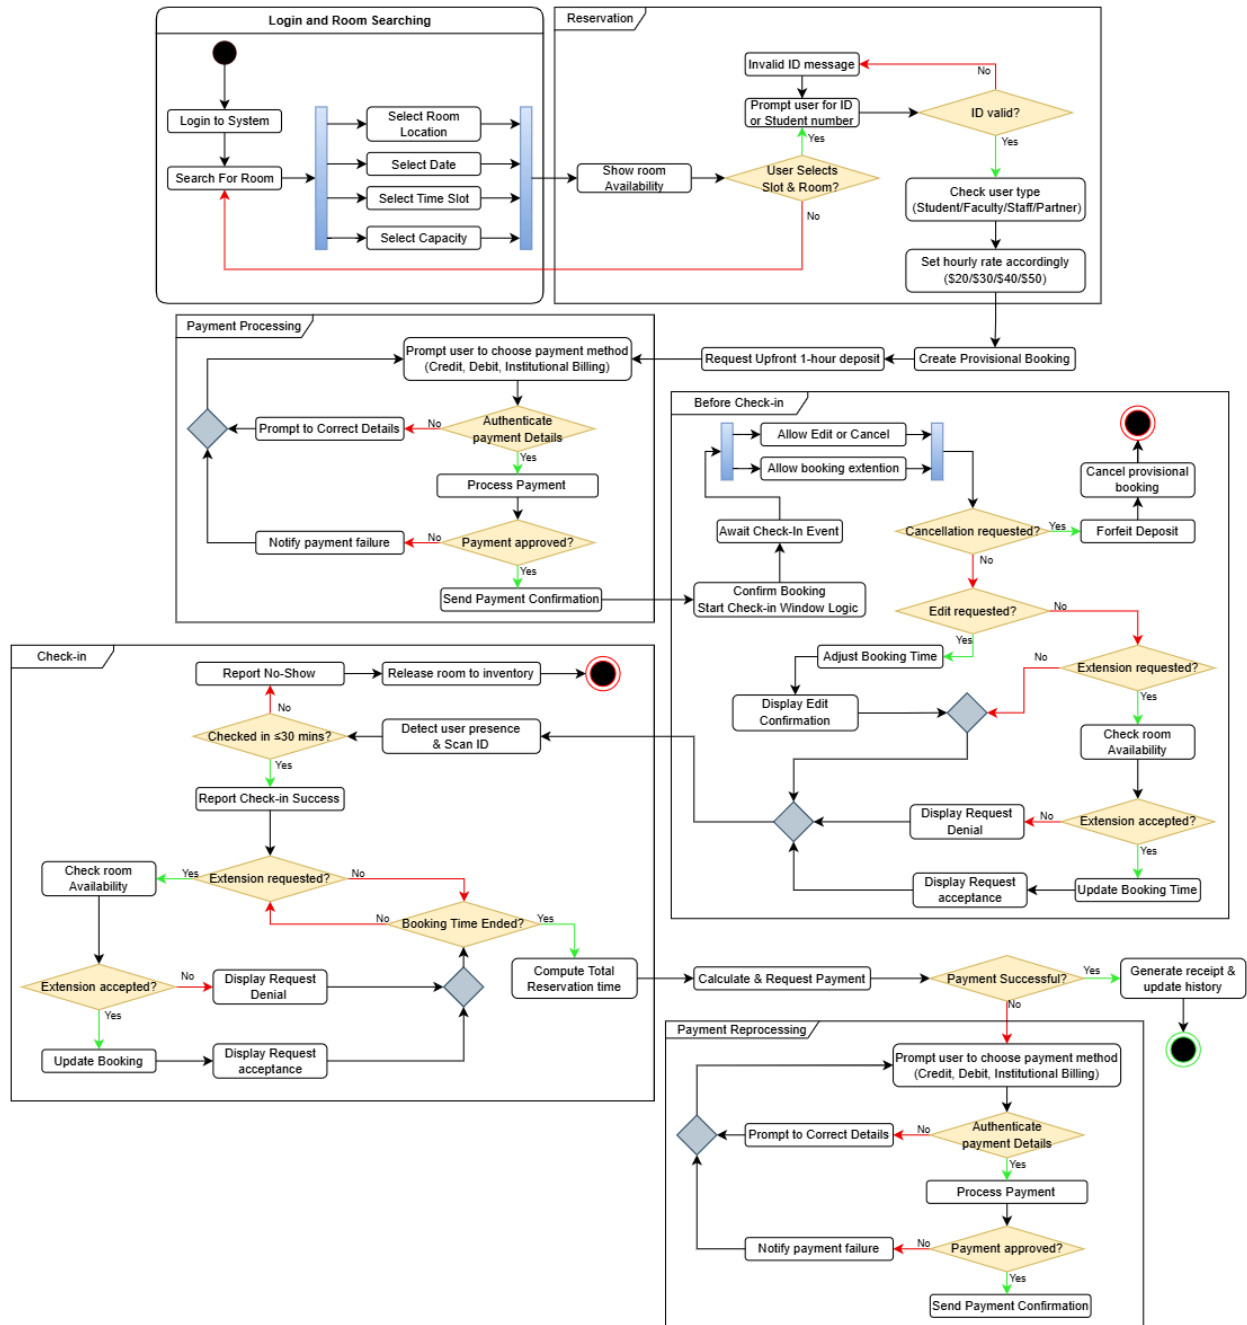 Login and Room Searching
Login to System
Search For Room
Select Room
Location
Select Date
Select Time Slot
Select Capacity
Reservation
Invalid ID message
No
Prompt user for ID
or Student number
ID valid?
Yes
Yes
Show room
Availability
User Selects
Slot & Room?
No
Check user type
(Student/Faculty/Staff/Partner)
Set hourly rate accordingly
($20/$30/$40/$50)
Create Provisional Booking
Request Upfront 1-hour deposit
Payment Processing
Prompt user to choose payment method
(Credit, Debit, Institutional Billing)
Prompt to Correct Details
No
Authenticate
payment Details
Yes
Process Payment
Notify payment failure
No
Payment approved?
Yes
Send Payment Confirmation
Before Check-in
Allow Edit or Cancel
Allow booking extention
Await Check-In Event
Confirm Booking
Start Check-in Window Logic
Cancellation requested?
Yes
Forfeit Deposit
Cancel provisional
booking
No
Edit requested?
No
Yes
Adjust Booking Time
Display Edit
Confirmation
Extension requested?
No
Yes
Check room
Availability
Extension accepted?
No
Display Request
Denial
Yes
Update Booking Time
Display Request
acceptance
Check-in
Report No-Show
Release room to inventory
No
Checked in ≤30 mins?
Detect user presence
& Scan ID
Yes
Report Check-in Success
Check room
Availability
Yes
Extension requested?
No
No
Booking Time Ended?
Yes
Extension accepted?
No
Display Request
Denial
Yes
Update Booking
Display Request
acceptance
Compute Total
Reservation time
Calculate & Request Payment
Payment Successful?
Yes
Generate receipt &
update history
No
Payment Reprocessing
Prompt user to choose payment method
(Credit, Debit, Institutional Billing)
Prompt to Correct Details
No
Authenticate
payment Details
Yes
Process Payment
Notify payment failure
No
Payment approved?
Yes
Send Payment Confirmation